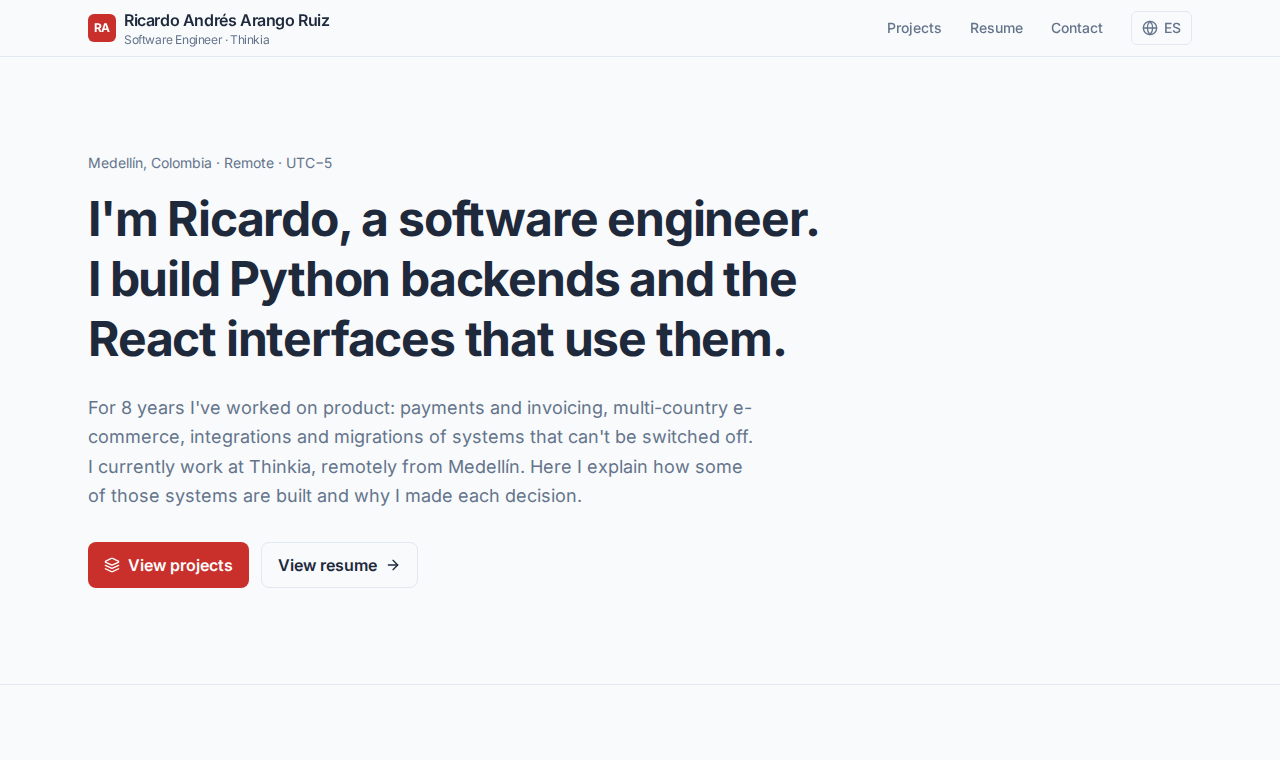 RA
Ricardo Andrés Arango Ruiz
Software Engineer · Thinkia
Projects
Resume
Contact
ES
Medellín, Colombia · Remote · UTC−5
I'm Ricardo, a software engineer.
I build Python backends and the
React interfaces that use them.
For 8 years I've worked on product: payments and invoicing, multi-country e-
commerce, integrations and migrations of systems that can't be switched off.
I currently work at Thinkia, remotely from Medellín. Here I explain how some
of those systems are built and why I made each decision.
View projects
View resume